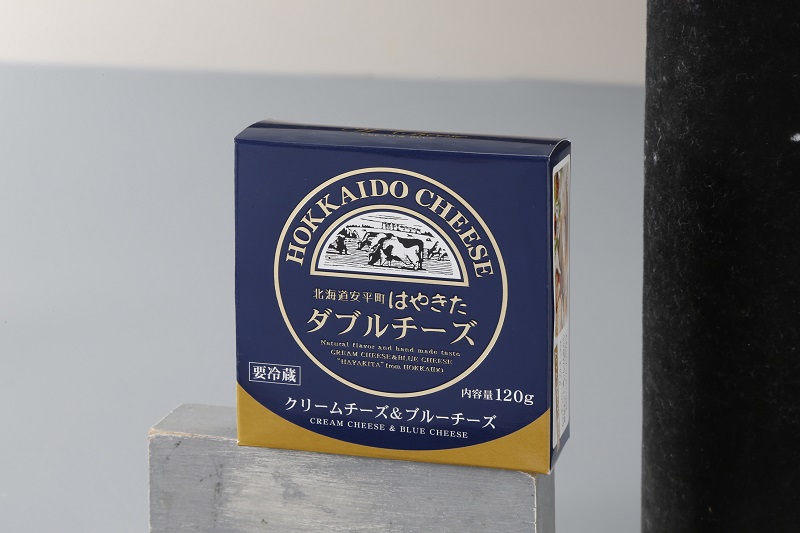 HOKKAIDO CHEESE
北海道安平町 はやきた
ダブルチーズ
Natural flavor and hand made taste
CREAM CHEESE&BLUE CHEESE
"HAYAKITA" from HOKKAIDO
要冷蔵
内容量120g
クリームチーズ&ブルーチーズ
CREAM CHEESE & BLUE CHEESE